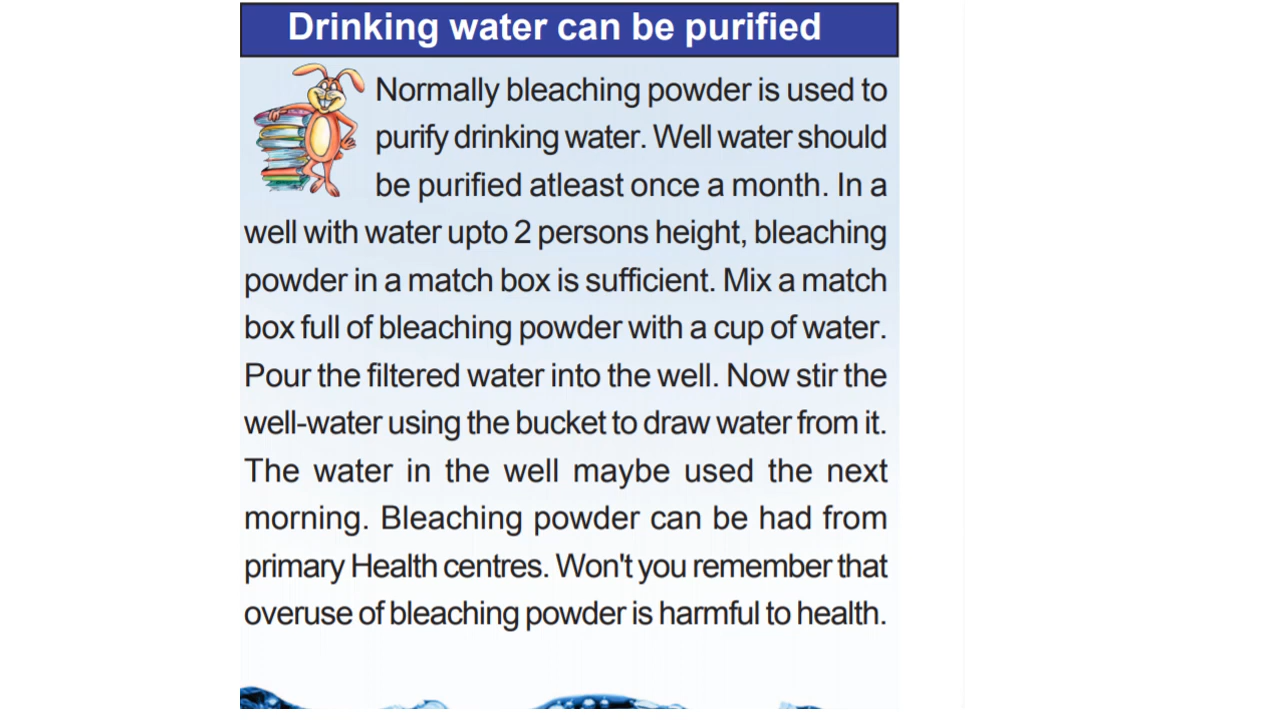 Drinking water can be purified
Normally bleaching powder is used to
purify drinking water. Well water should
be purified atleast once a month. In a
well with water upto 2 persons height, bleaching
powder in a match box is sufficient. Mix a match
box full of bleaching powder with a cup of water.
Pour the filtered water into the well. Now stir the
well-water using the bucket to draw water from it.
The water in the well maybe used the next
morning. Bleaching powder can be had from
primary Health centres. Won't you remember that
overuse of bleaching powder is harmful to health.